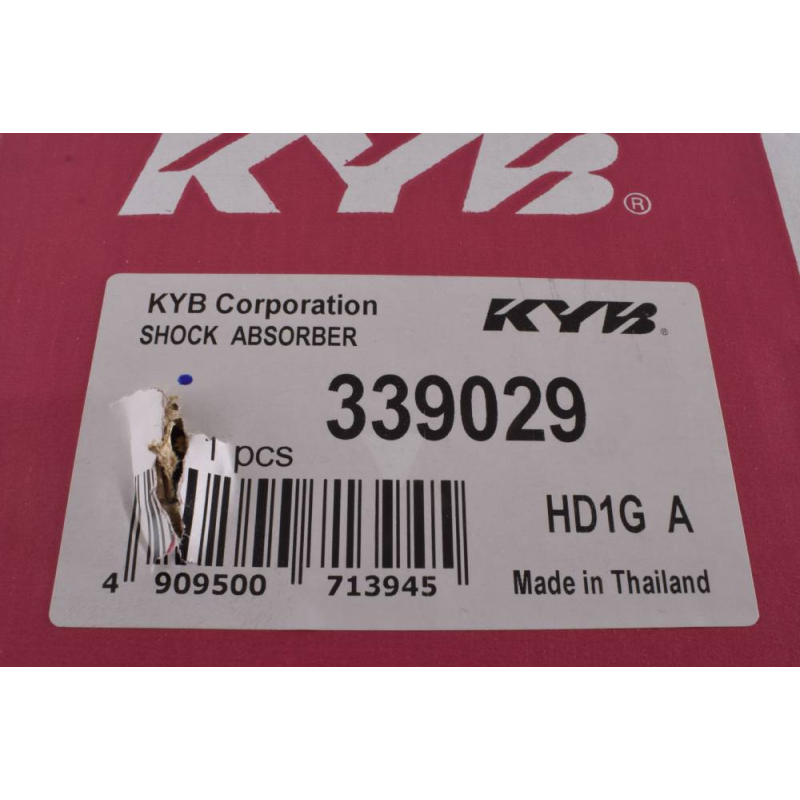 KYB®
KYB Corporation
KYB®
SHOCK ABSORBER
339029
1 pcs
HD1G A
4 909500 713945
Made in Thailand